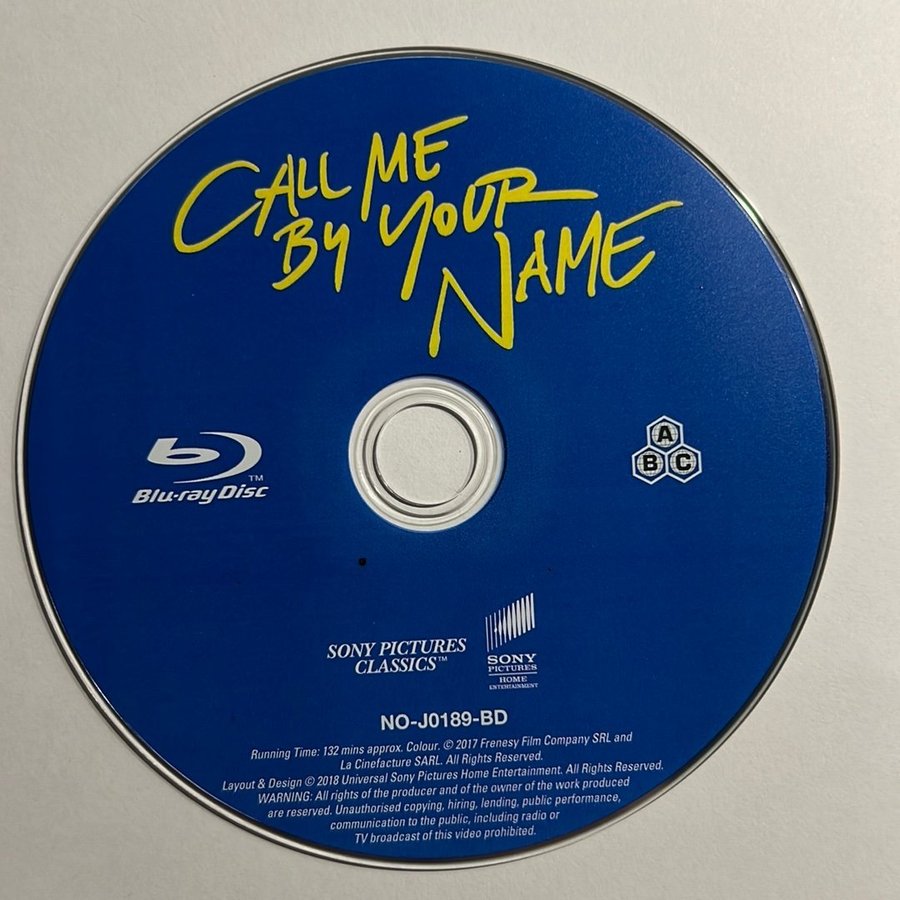 CALL ME
BY YOUR
NAME
Blu-ray Disc™
A
B C
SONY PICTURES
CLASSICS™
SONY
PICTURES
HOME
ENTERTAINMENT
NO-J0189-BD
Running Time: 132 mins approx. Colour. © 2017 Frenesy Film Company SRL and
La Cinefacture SARL. All Rights Reserved.
Layout & Design © 2018 Universal Sony Pictures Home Entertainment. All Rights Reserved.
WARNING: All rights of the producer and of the owner of the work produced
are reserved. Unauthorised copying, hiring, lending, public performance,
communication to the public, including radio or
TV broadcast of this video prohibited.